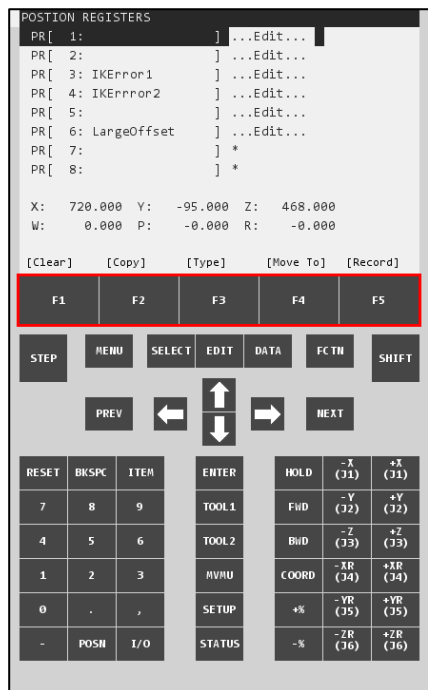 POSTION REGISTERS
PR[ 1: ] ...Edit...
PR[ 2: ] ...Edit...
PR[ 3: IKError1 ] ...Edit...
PR[ 4: IKErrror2 ] ...Edit...
PR[ 5: ] ...Edit...
PR[ 6: LargeOffset ] ...Edit...
PR[ 7: ] *
PR[ 8: ] *
X: 720.000 Y: -95.000 Z: 468.000
W: 0.000 P: -0.000 R: -0.000
[Clear] [Copy] [Type] [Move To] [Record]
F1 F2 F3 F4 F5
STEP MENU SELECT EDIT DATA FCTN SHIFT
PREV NEXT
RESET BKSPC ITEM ENTER HOLD -X (J1) +X (J1)
7 8 9 TOOL1 FWD -Y (J2) +Y (J2)
4 5 6 TOOL2 BWD -Z (J3) +Z (J3)
1 2 3 MVMU COORD -XR (J4) +XR (J4)
0 . , SETUP +% -YR (J5) +YR (J5)
- POSN I/O STATUS -% -ZR (J6) +ZR (J6)